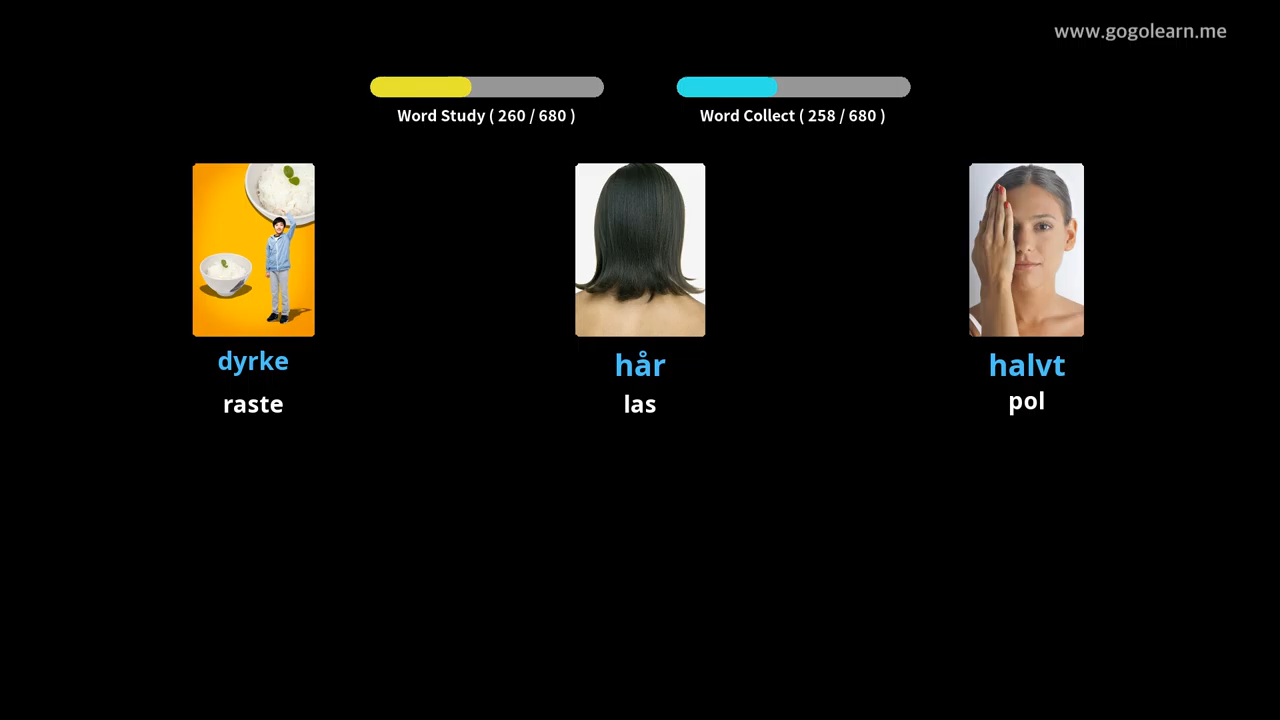 www.gogolearn.me
Word Study ( 260 / 680 )
Word Collect ( 258 / 680 )
dyrke
raste
hår
las
halvt
pol